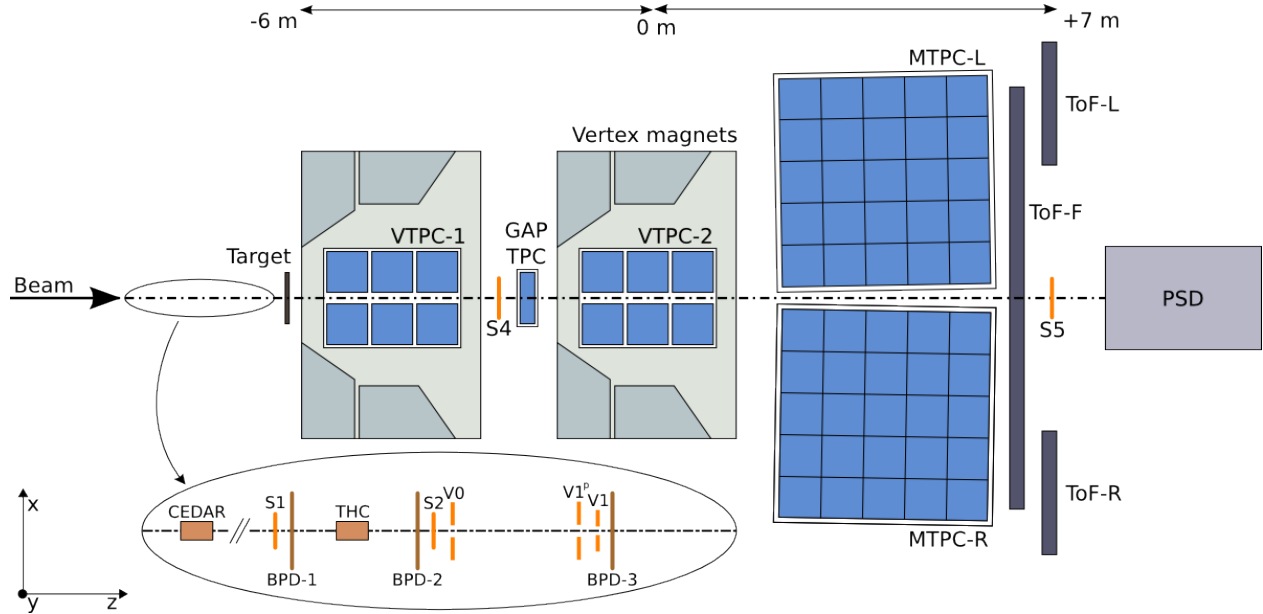 -6 m
0 m
+7 m
MTPC-L
ToF-L
Vertex magnets
ToF-F
VTPC-1
GAP
TPC
VTPC-2
Target
Beam
S4
S5
PSD
V1ᵖ
V0
S1
S2
V1
CEDAR
THC
ToF-R
MTPC-R
BPD-1
BPD-2
BPD-3
x
y
z